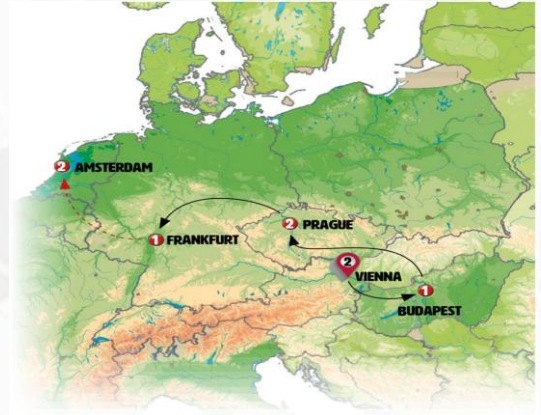 2 AMSTERDAM
2 PRAGUE
1 FRANKFURT
2
VIENNA
1
BUDAPEST